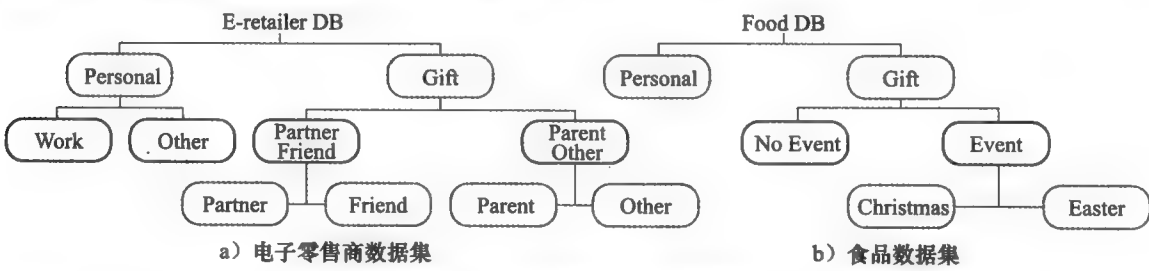 E-retailer DB
Food DB
Personal
Gift
Personal
Gift
Work
Other
Partner
Friend
Parent
Other
No Event
Event
Partner
Friend
Parent
Other
Christmas
Easter
a）电子零售商数据集
b）食品数据集